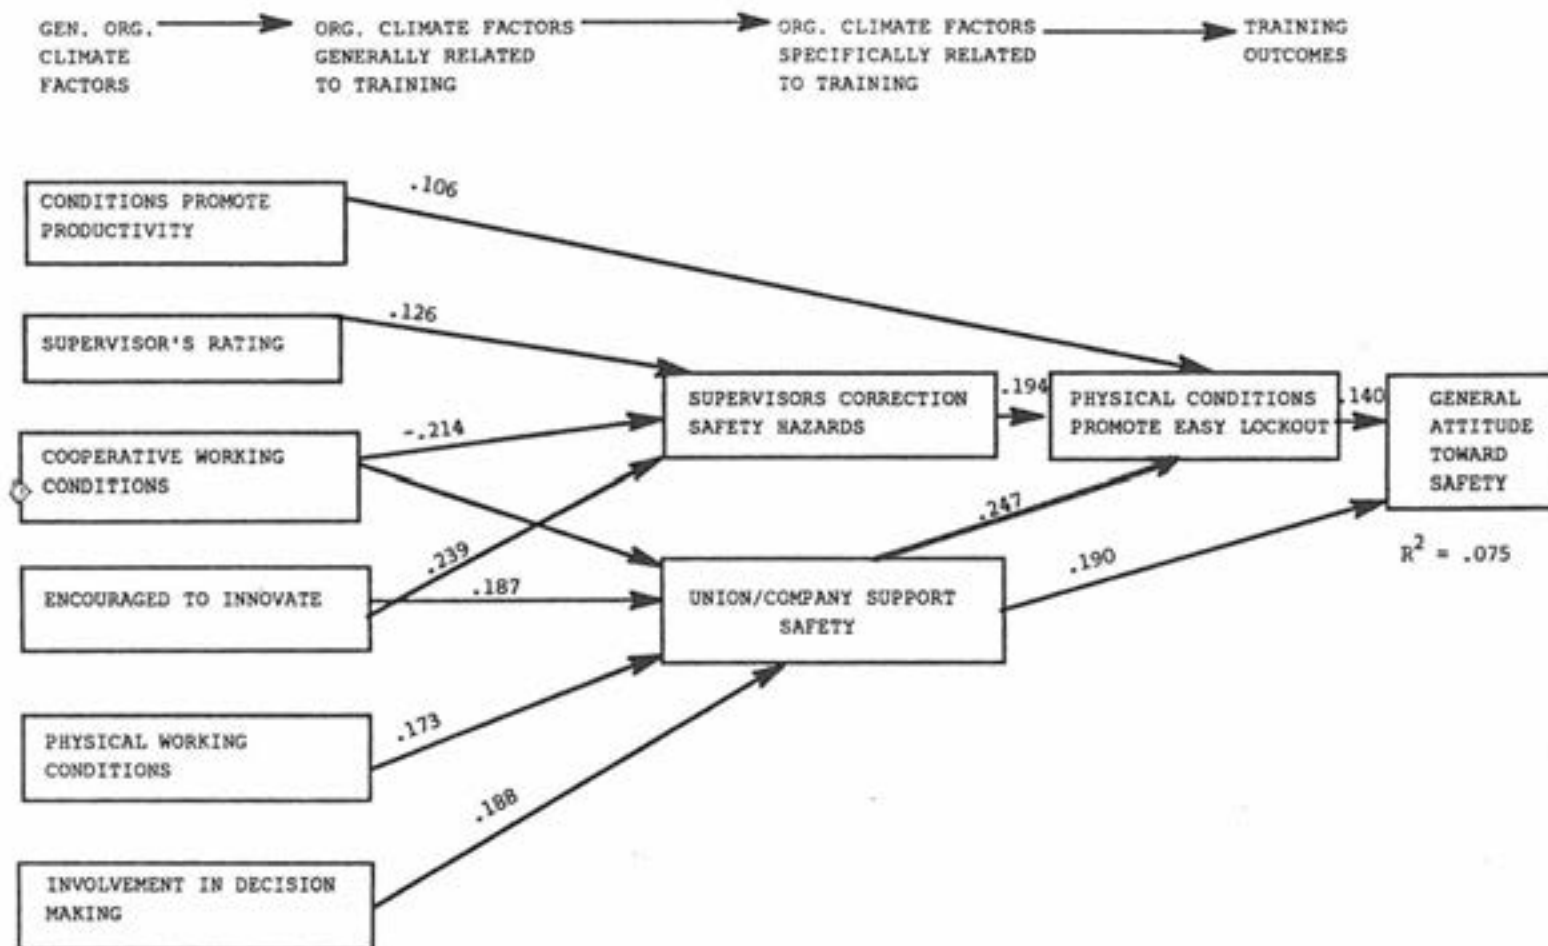 GEN. ORG.
CLIMATE
FACTORS
ORG. CLIMATE FACTORS
GENERALLY RELATED
TO TRAINING
ORG. CLIMATE FACTORS
SPECIFICALLY RELATED
TO TRAINING
TRAINING
OUTCOMES
CONDITIONS PROMOTE
PRODUCTIVITY
.106
SUPERVISOR'S RATING
.126
COOPERATIVE WORKING
CONDITIONS
-.214
SUPERVISORS CORRECTION
SAFETY HAZARDS
.194
PHYSICAL CONDITIONS
PROMOTE EASY LOCKOUT
.140
GENERAL
ATTITUDE
TOWARD
SAFETY
R² = .075
ENCOURAGED TO INNOVATE
.239
.187
UNION/COMPANY SUPPORT
SAFETY
.247
.190
PHYSICAL WORKING
CONDITIONS
.173
INVOLVEMENT IN DECISION
MAKING
.188